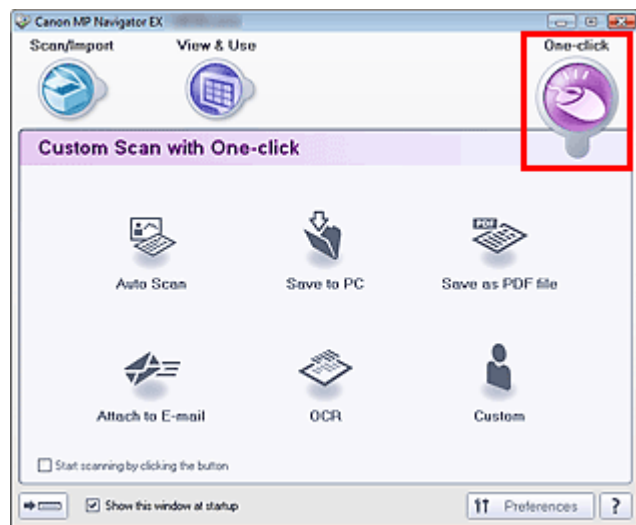 Canon MP Navigator EX
Scan/Import
View & Use
One-click
Custom Scan with One-click
Auto Scan
Save to PC
PDF
Save as PDF file
Attach to E-mail
OCR
Custom
Start scanning by clicking the button
Show this window at startup
Preferences
?